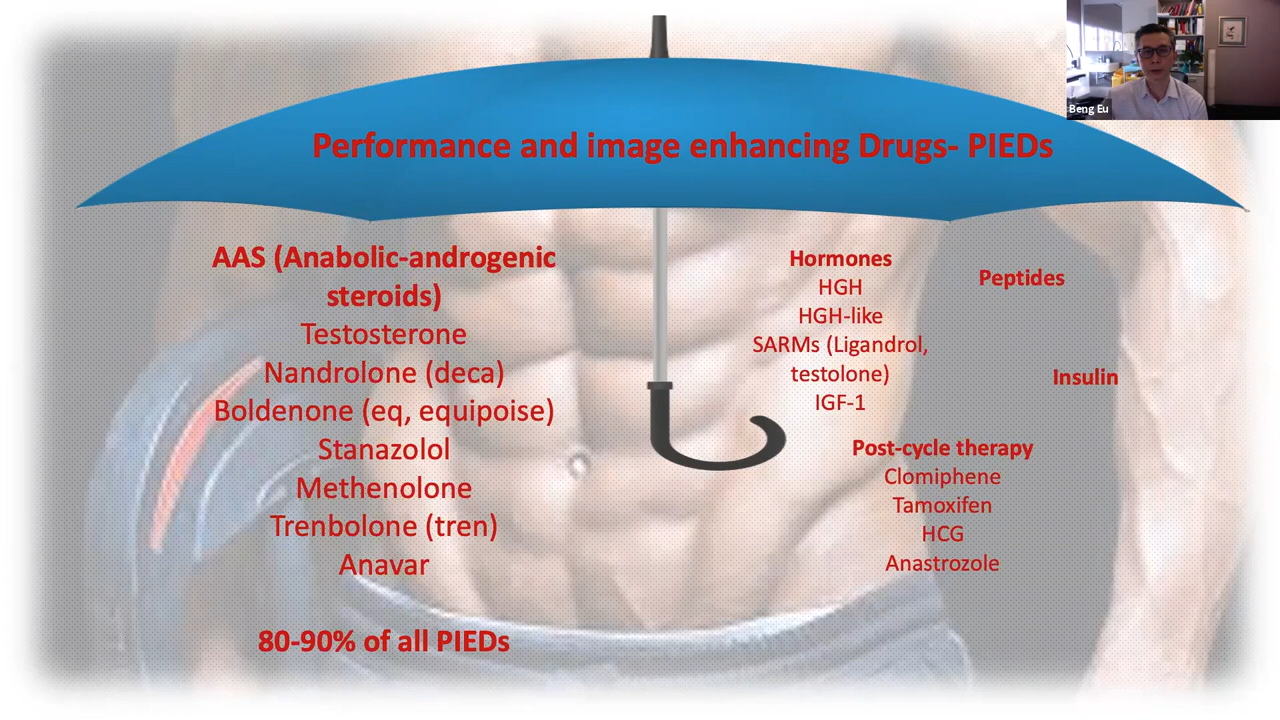 Beng Eu
Performance and image enhancing Drugs- PIEDs
AAS (Anabolic-androgenic
steroids)
Testosterone
Nandrolone (deca)
Boldenone (eq, equipoise)
Stanazolol
Methenolone
Trenbolone (tren)
Anavar
80-90% of all PIEDs
Hormones
HGH
HGH-like
SARMs (Ligandrol,
testolone)
IGF-1
Peptides
Insulin
Post-cycle therapy
Clomiphene
Tamoxifen
HCG
Anastrozole